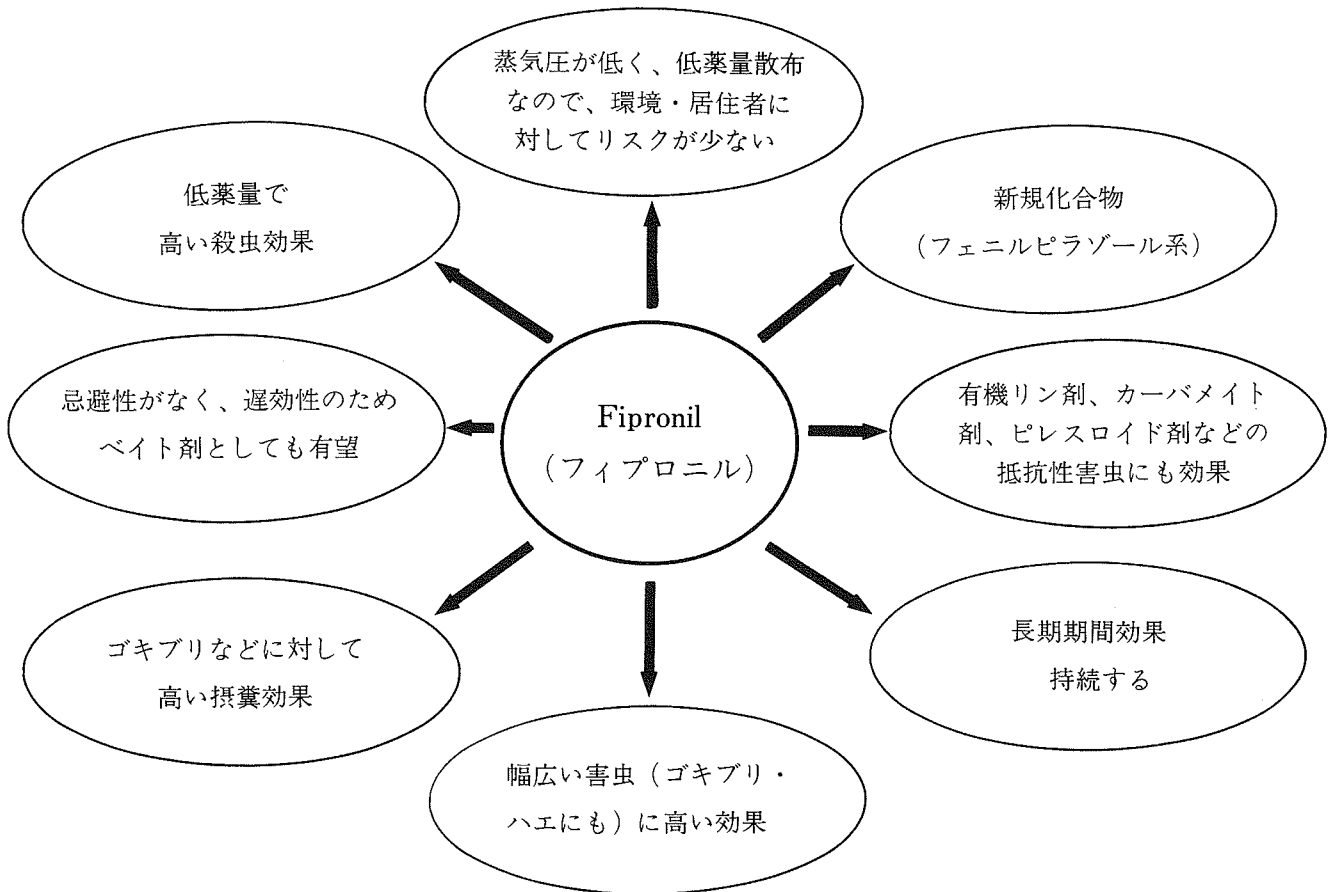 蒸気圧が低く、低薬量散布
なので、環境・居住者に
対してリスクが少ない
低薬量で
高い殺虫効果
新規化合物
（フェニルピラゾール系）
忌避性がなく、遅効性のため
ベイト剤としても有望
Fipronil
（フィプロニル）
有機リン剤、カーバメイト
剤、ピレスロイド剤などの
抵抗性害虫にも効果
ゴキブリなどに対して
高い摂糞効果
長期期間効果
持続する
幅広い害虫（ゴキブリ・
ハエにも）に高い効果